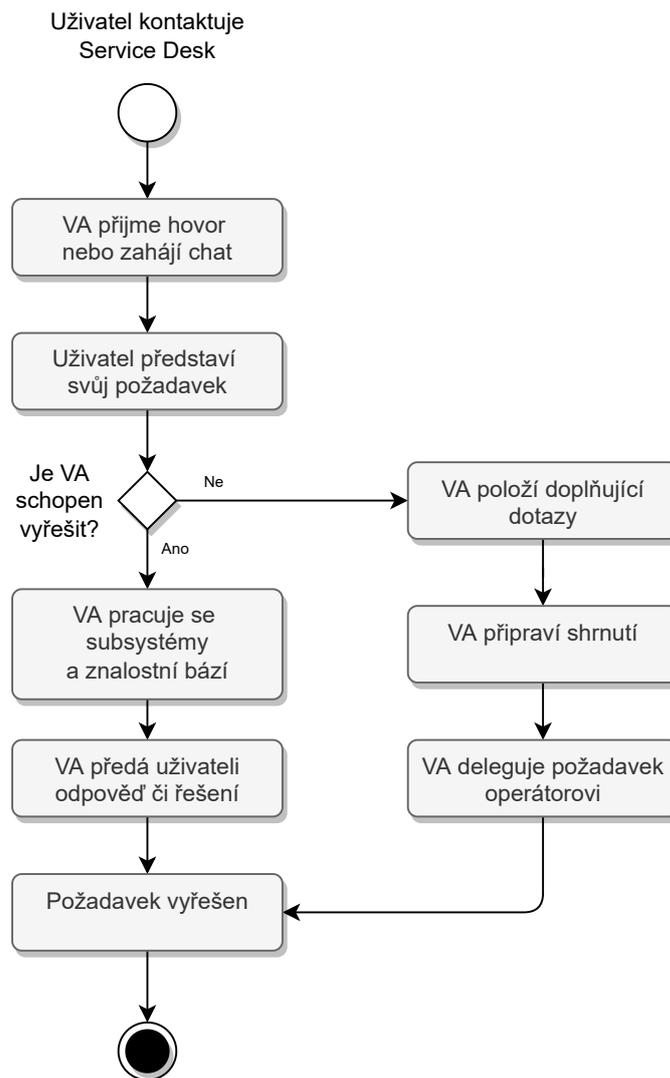 Uživatel kontaktuje
Service Desk
VA přijme hovor
nebo zahájí chat
Uživatel představí
svůj požadavek
Je VA
schopen
vyřešit?
Ne
Ano
VA položí doplňující
dotazy
VA pracuje se
subsystémy
a znalostní bází
VA připraví shrnutí
VA předá uživateli
odpověď či řešení
VA deleguje požadavek
operátorovi
Požadavek vyřešen